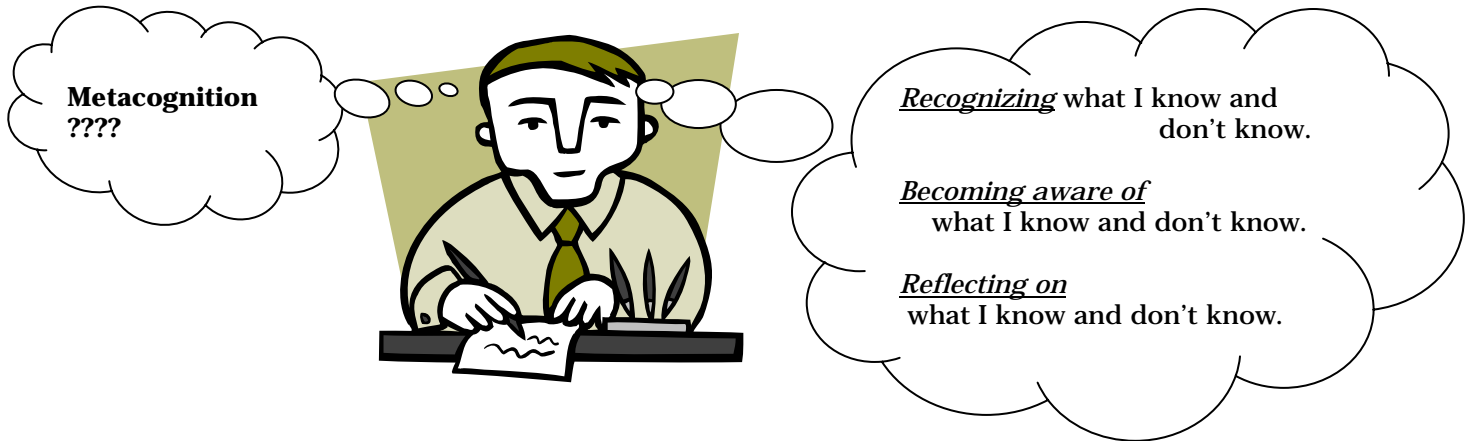 Metacognition
????
Recognizing what I know and
don't know.
Becoming aware of
what I know and don't know.
Reflecting on
what I know and don't know.